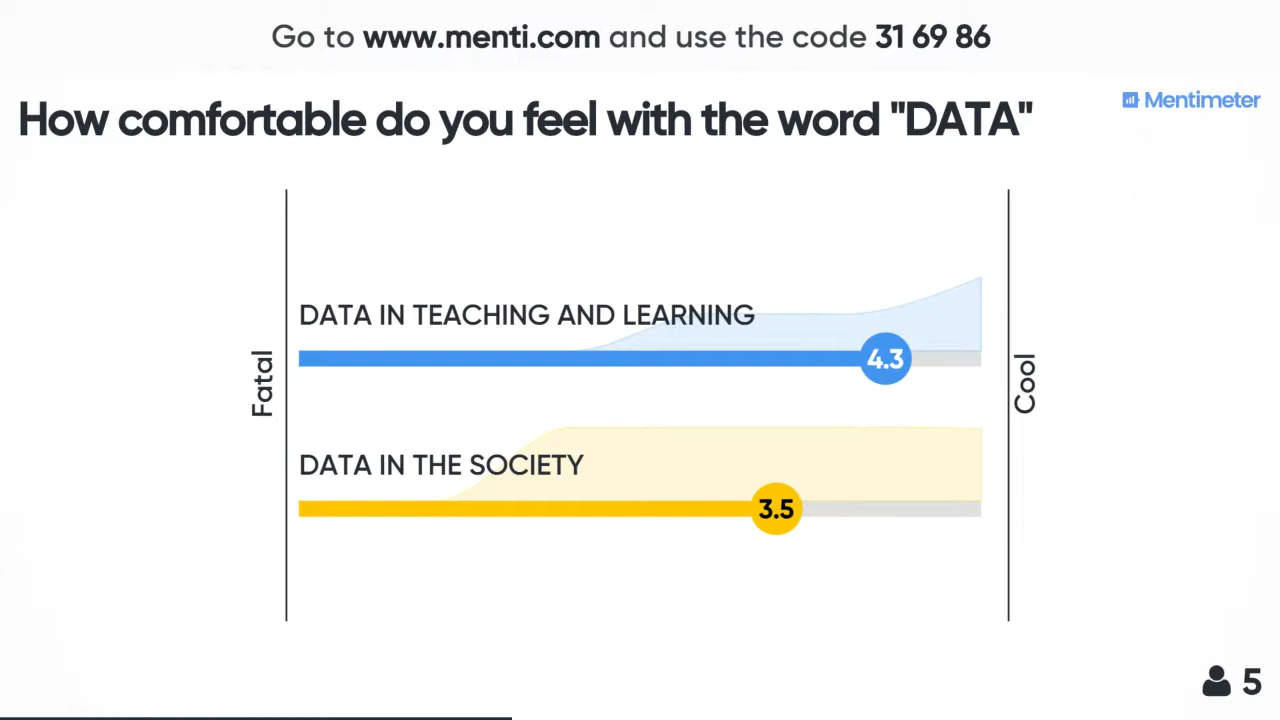 Go to www.menti.com and use the code 31 69 86
Mentimeter
How comfortable do you feel with the word "DATA"
DATA IN TEACHING AND LEARNING
4.3
Fatal
Cool
DATA IN THE SOCIETY
3.5
5